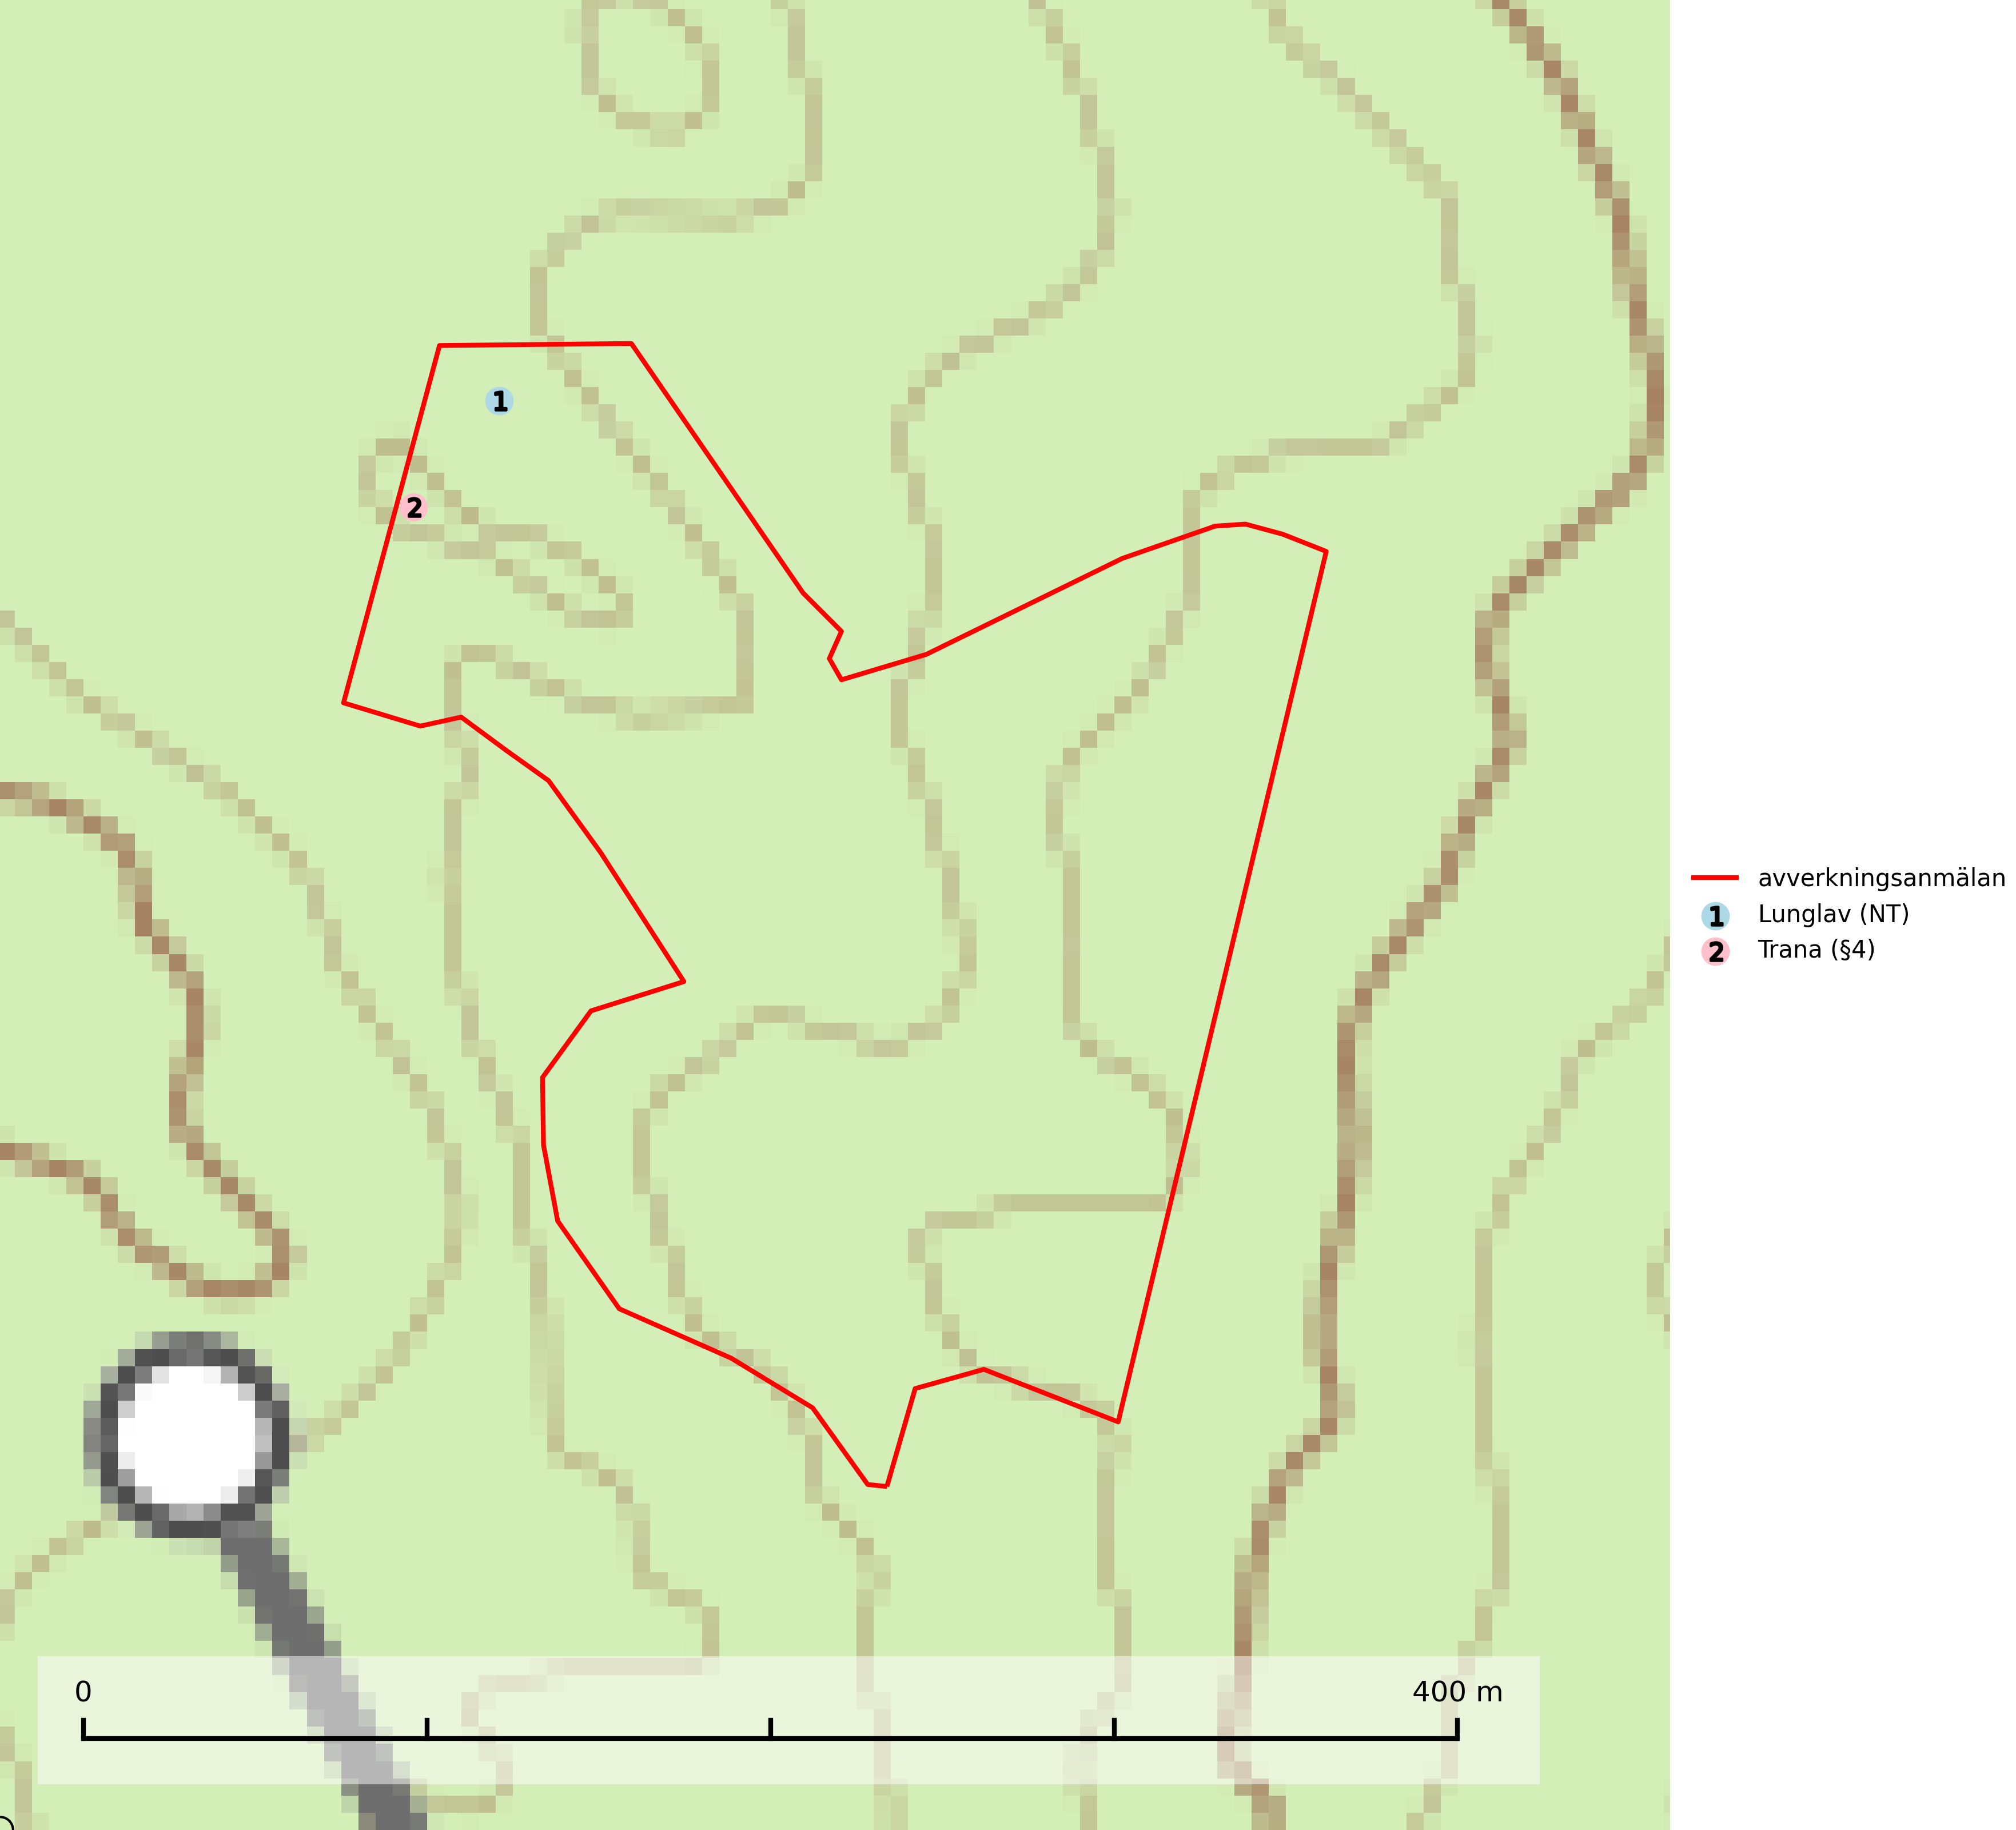 1
2
avverkningsanmälan
1 Lunglav (NT)
2 Trana (§4)
0 400 m